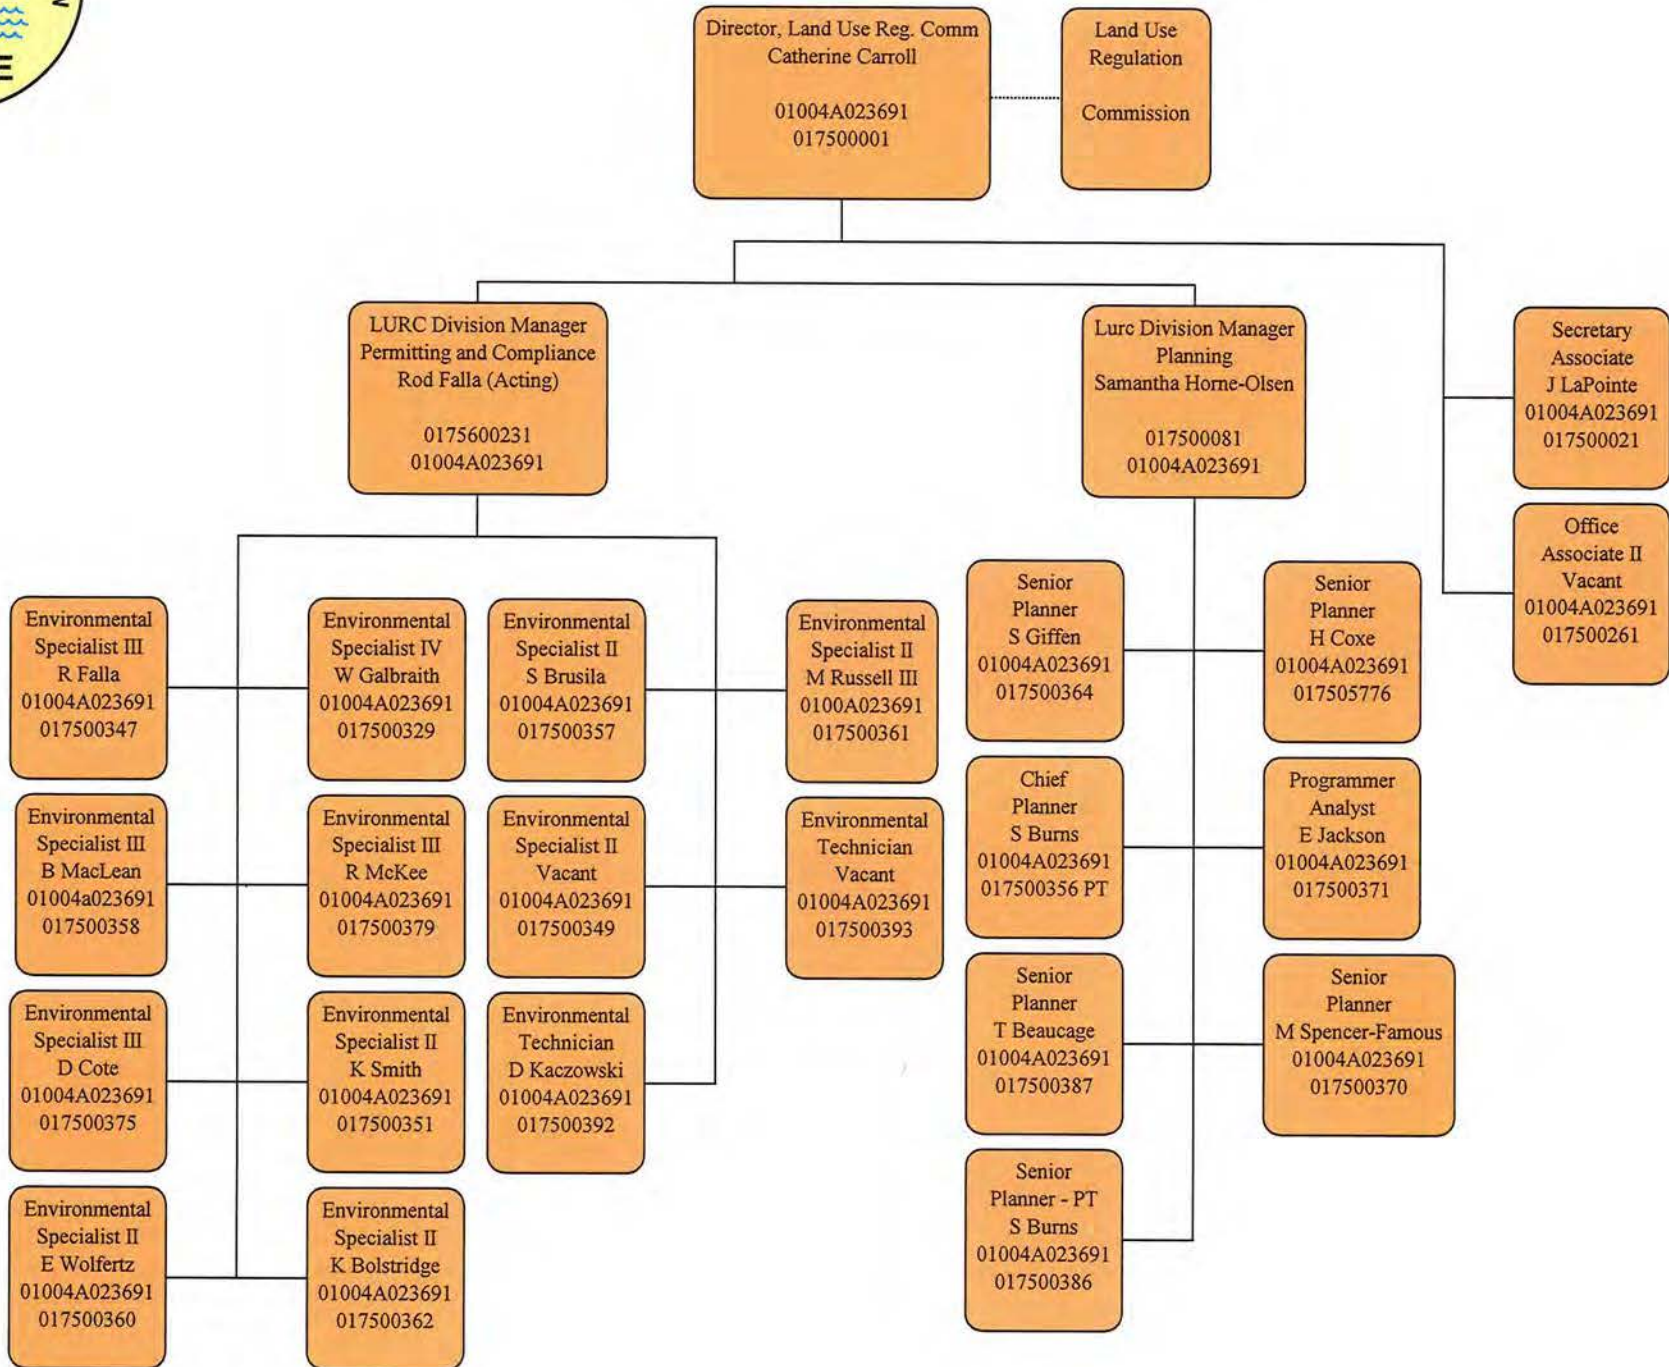 E
Director, Land Use Reg. Comm
Catherine Carroll
01004A023691
017500001
Land Use
Regulation
Commission
LURC Division Manager
Permitting and Compliance
Rod Falla (Acting)
0175600231
01004A023691
Lurc Division Manager
Planning
Samantha Horne-Olsen
017500081
01004A023691
Secretary
Associate
J LaPointe
01004A023691
017500021
Office
Associate II
Vacant
01004A023691
017500261
Environmental
Specialist III
R Falla
01004A023691
017500347
Environmental
Specialist IV
W Galbraith
01004A023691
017500329
Environmental
Specialist II
S Brusila
01004A023691
017500357
Environmental
Specialist II
M Russell III
0100A023691
017500361
Environmental
Specialist III
B MacLean
01004a023691
017500358
Environmental
Specialist III
R McKee
01004A023691
017500379
Environmental
Specialist II
Vacant
01004A023691
017500349
Environmental
Technician
Vacant
01004A023691
017500393
Environmental
Specialist III
D Cote
01004A023691
017500375
Environmental
Specialist II
K Smith
01004A023691
017500351
Environmental
Technician
D Kaczowski
01004A023691
017500392
Environmental
Specialist II
E Wolfertz
01004A023691
017500360
Environmental
Specialist II
K Bolstridge
01004A023691
017500362
Senior
Planner
S Giffen
01004A023691
017500364
Senior
Planner
H Coxe
01004A023691
017505776
Chief
Planner
S Burns
01004A023691
017500356 PT
Programmer
Analyst
E Jackson
01004A023691
017500371
Senior
Planner
T Beaucage
01004A023691
017500387
Senior
Planner
M Spencer-Famous
01004A023691
017500370
Senior
Planner - PT
S Burns
01004A023691
017500386